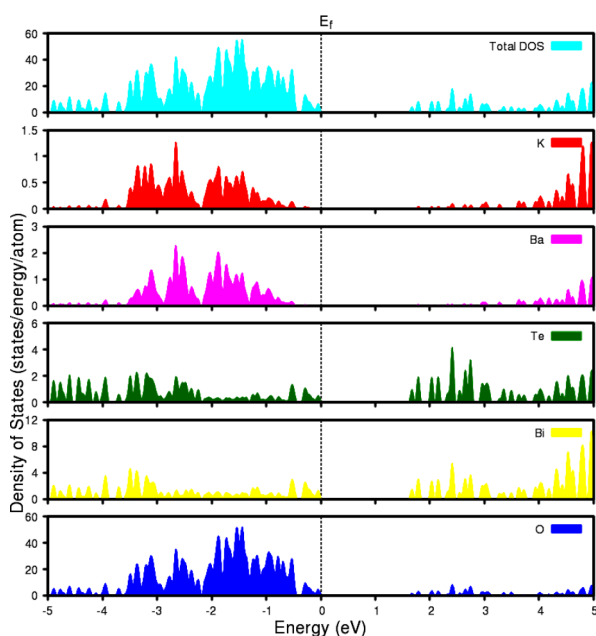 E_f
60
40
20
0
Total DOS
1.5
1
0.5
0
K
3
2
1
0
Ba
6
4
2
0
Te
12
8
4
0
Bi
60
40
20
0
O
-5 -4 -3 -2 -1 0 1 2 3 4 5
Energy (eV)
Density of States (states/energy/atom)